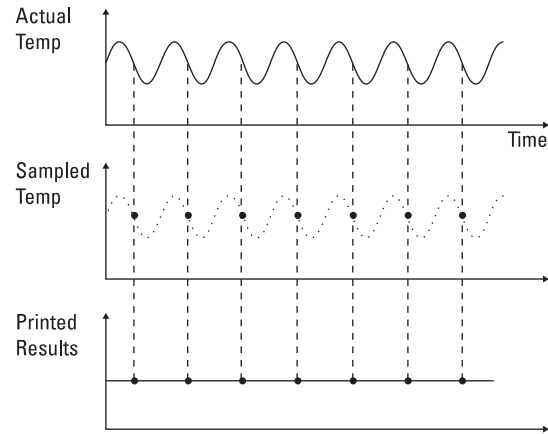 Actual
Temp
Time
Sampled
Temp
Printed
Results